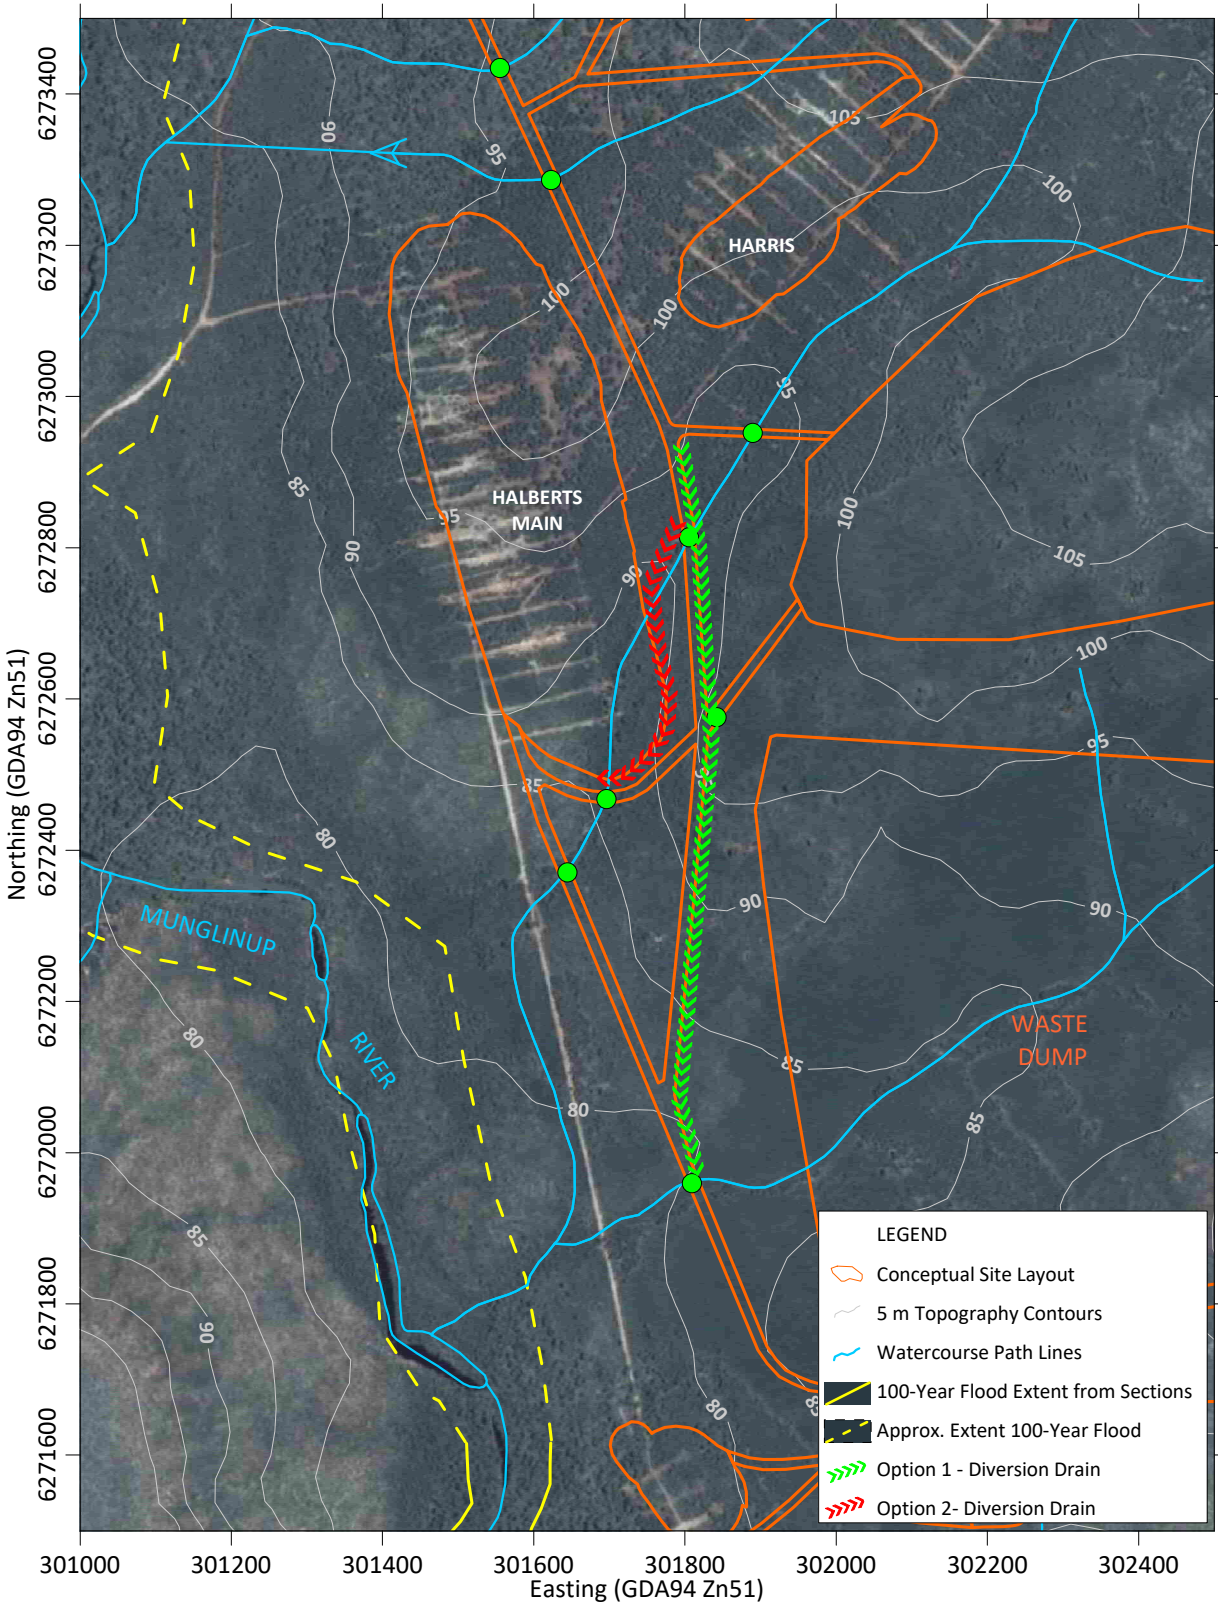 6273400
6273200
6273000
6272800
6272600
6272400
6272200
6272000
6271800
6271600
Northing (GDA94 Zn51)
301000
301200
301400
301600
301800
302000
302200
302400
Easting (GDA94 Zn51)
90
95
105
100
HARRIS
100
100
95
85
95
HALBERTS
MAIN
90
90
100
105
100
95
85
80
90
90
MUNGLINUP
RIVER
80
85
WASTE
DUMP
80
85
85
90
80
LEGEND
Conceptual Site Layout
5 m Topography Contours
Watercourse Path Lines
100-Year Flood Extent from Sections
Approx. Extent 100-Year Flood
Option 1 - Diversion Drain
Option 2- Diversion Drain